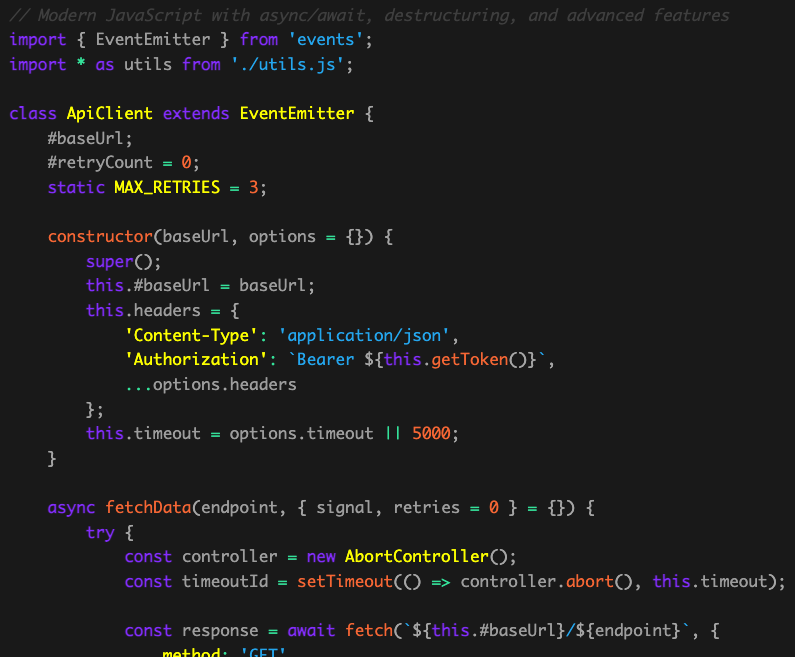 // Modern JavaScript with async/await, destructuring, and advanced features
import { EventEmitter } from 'events';
import * as utils from './utils.js';

class ApiClient extends EventEmitter {
    #baseUrl;
    #retryCount = 0;
    static MAX_RETRIES = 3;

    constructor(baseUrl, options = {}) {
        super();
        this.#baseUrl = baseUrl;
        this.headers = {
            'Content-Type': 'application/json',
            'Authorization': `Bearer ${this.getToken()}`,
            ...options.headers
        };
        this.timeout = options.timeout || 5000;
    }

    async fetchData(endpoint, { signal, retries = 0 } = {}) {
        try {
            const controller = new AbortController();
            const timeoutId = setTimeout(() => controller.abort(), this.timeout);

            const response = await fetch(`${this.#baseUrl}/${endpoint}`, {
                method: 'GET'